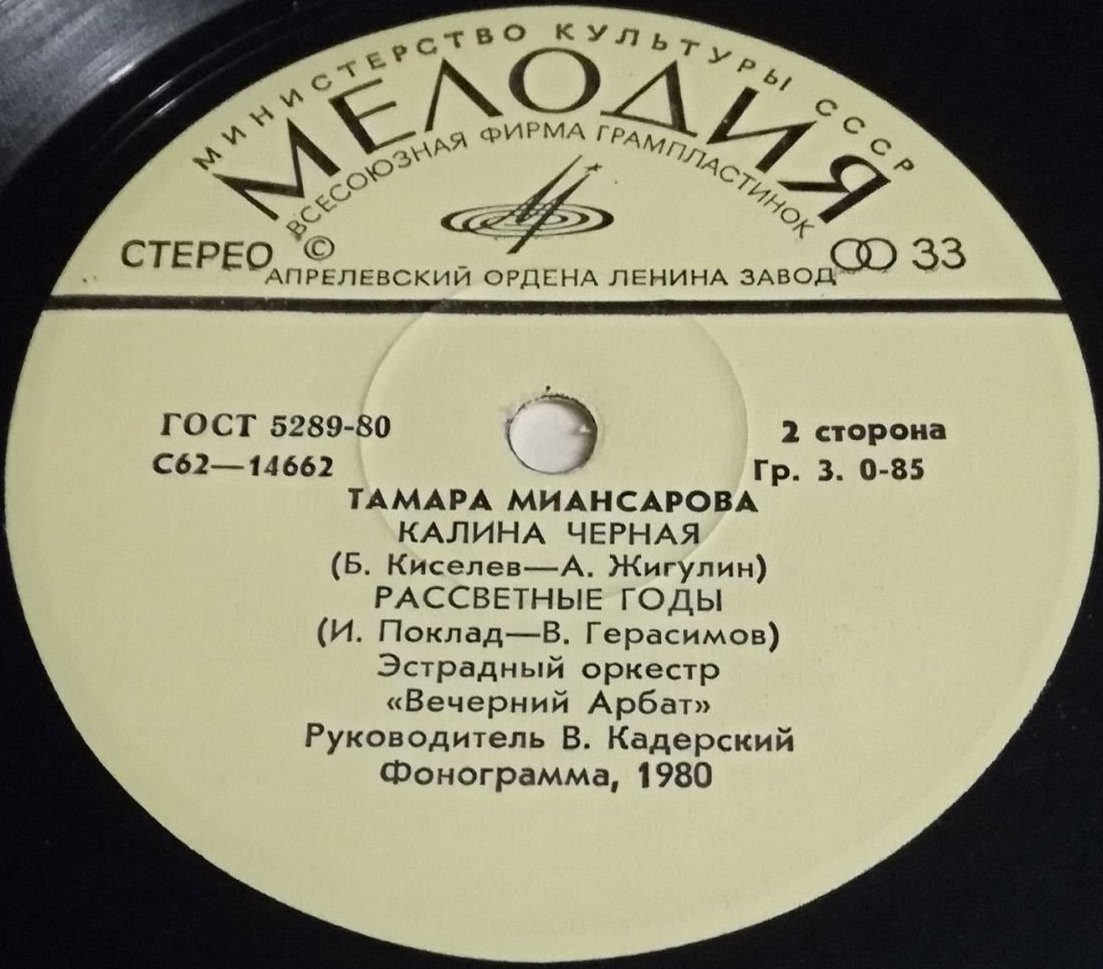 МИНИСТЕРСТВО КУЛЬТУРЫ СССР
МЕЛОДИЯ
ВСЕСОЮЗНАЯ ФИРМА ГРАМПЛАСТИНОК
СТЕРЕО © 33
АПРЕЛЕВСКИЙ ОРДЕНА ЛЕНИНА ЗАВОД
ГОСТ 5289-80 2 сторона
С62—14662 Гр. 3. 0-85
ТАМАРА МИАНСАРОВА
КАЛИНА ЧЕРНАЯ
(Б. Киселев—А. Жигулин)
РАССВЕТНЫЕ ГОДЫ
(И. Поклад—В. Герасимов)
Эстрадный оркестр
«Вечерний Арбат»
Руководитель В. Кадерский
Фонограмма, 1980